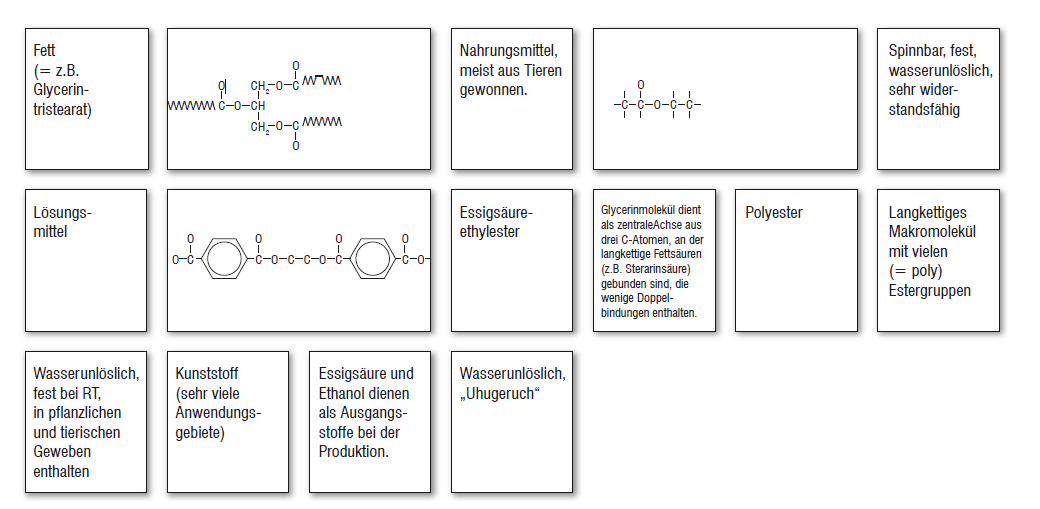 Fett
(= z.B.
Glycerin-
tristearat)
O
O CH2–O–C
C–O–CH
CH2–O–C
O
Nahrungsmittel,
meist aus Tieren
gewonnen.
O
–C–C–O–C–C–
Spinnbar, fest,
wasserunlöslich,
sehr wider-
standsfähig
Lösungs-
mittel
O O O O
O–C– C–O–C–C–O–C C–O–
Essigsäure-
ethylester
Glycerinmolekül dient
als zentraleAchse aus
drei C-Atomen, an der
langkettige Fettsäuren
(z.B. Sterarinsäure)
gebunden sind, die
wenige Doppel-
bindungen enthalten.
Polyester
Langkettiges
Makromolekül
mit vielen
(= poly)
Estergruppen
Wasserunlöslich,
fest bei RT,
in pflanzlichen
und tierischen
Geweben
enthalten
Kunststoff
(sehr viele
Anwendungs-
gebiete)
Essigsäure und
Ethanol dienen
als Ausgangs-
stoffe bei der
Produktion.
Wasserunlöslich,
„Uhugeruch“